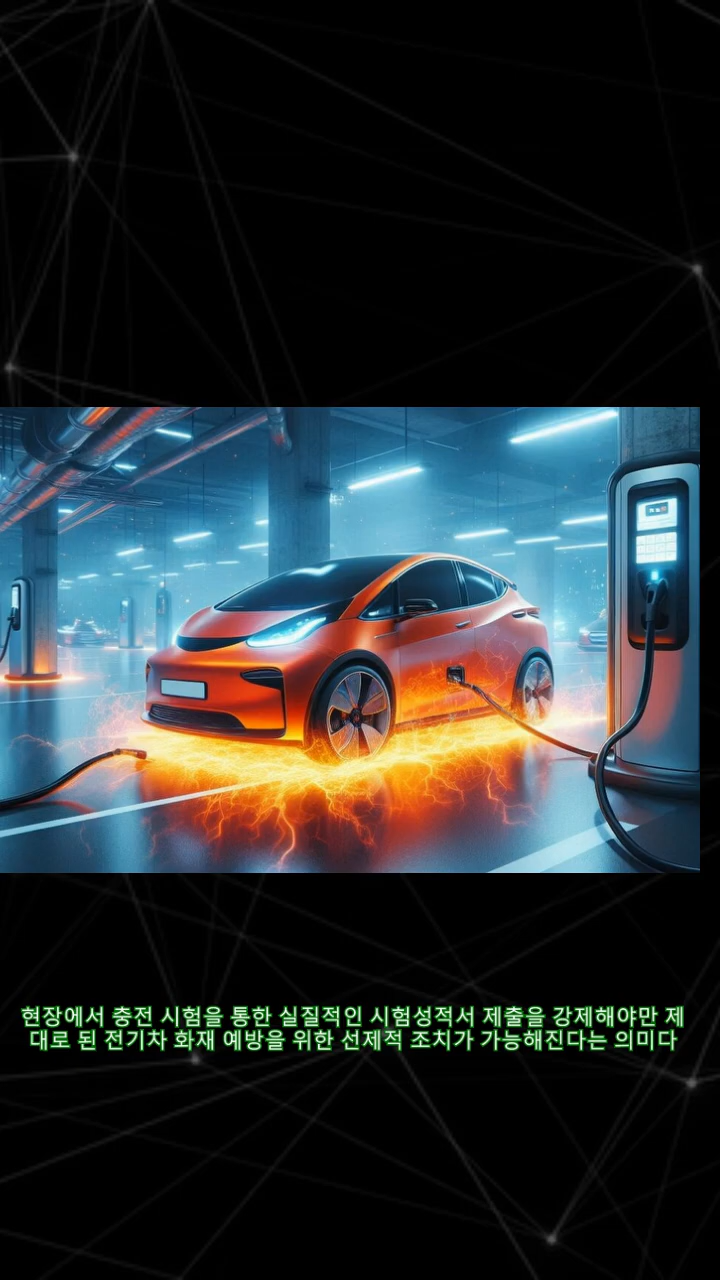 현장에서 충전 시험을 통한 실질적인 시험성적서 제출을 강제해야만 제
대로 된 전기차 화재 예방을 위한 선제적 조치가 가능해진다는 의미다